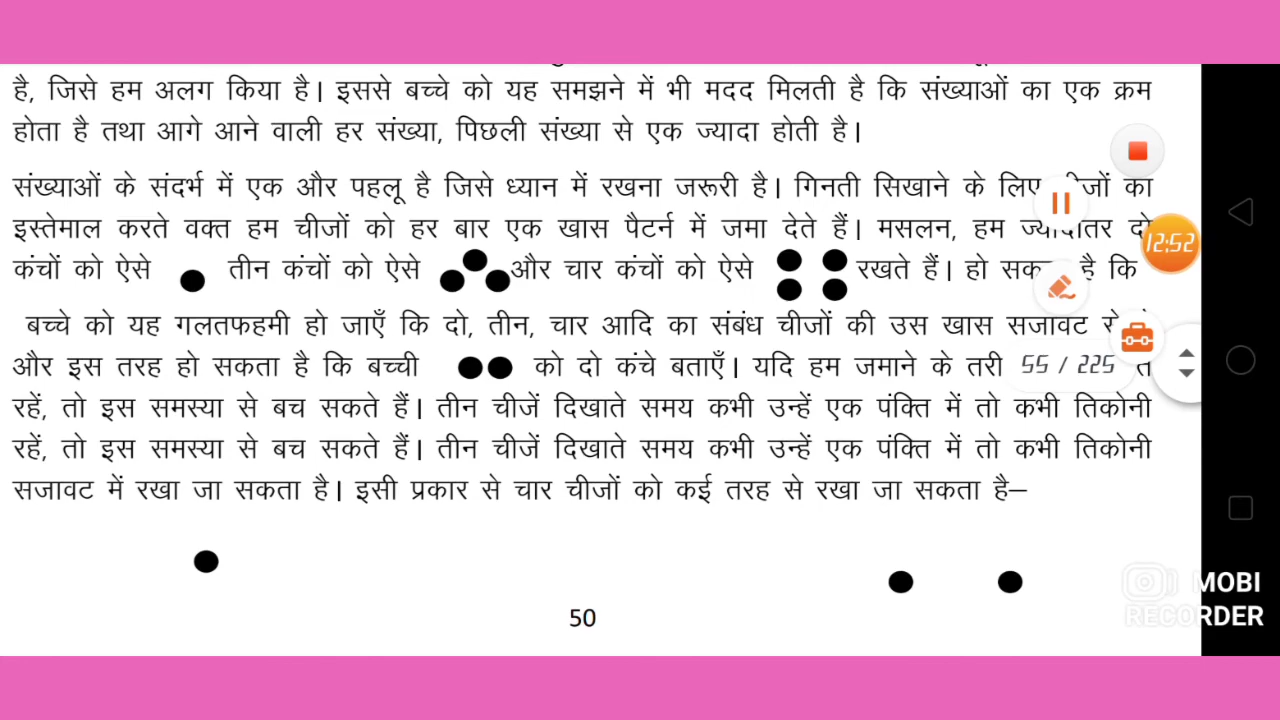 है, जिसे हम अलग किया है। इससे बच्चे को यह समझने में भी मदद मिलती है कि संख्याओं का एक क्रम
होता है तथा आगे आने वाली हर संख्या, पिछली संख्या से एक ज्यादा होती है।
संख्याओं के संदर्भ में एक और पहलू है जिसे ध्यान में रखना जरूरी है। गिनती सिखाने के लिए का
इस्तेमाल करते वक्त हम चीजों को हर बार एक खास पैटर्न में जमा देते हैं। मसलन, हम ज्यादातर दो
12:52
कंचों को ऐसे तीन कंचों को ऐसे और चार कंचों को ऐसे रखते हैं। हो है कि
बच्चे को यह गलतफहमी हो जाएँ कि दो, तीन, चार आदि का संबंध चीजों की उस खास सजावट
और इस तरह हो सकता है कि बच्ची को दो कंचे बताएँ। यदि हम जमाने के
55 / 225
रहें, तो इस समस्या से बच सकते हैं। तीन चीजें दिखाते समय कभी उन्हें एक पंक्ति में तो कभी तिकोनी
रहें, तो इस समस्या से बच सकते हैं। तीन चीजें दिखाते समय कभी उन्हें एक पंक्ति में तो कभी तिकोनी
सजावट में रखा जा सकता है। इसी प्रकार से चार चीजों को कई तरह से रखा जा सकता है—
50
MOBI
RECORDER